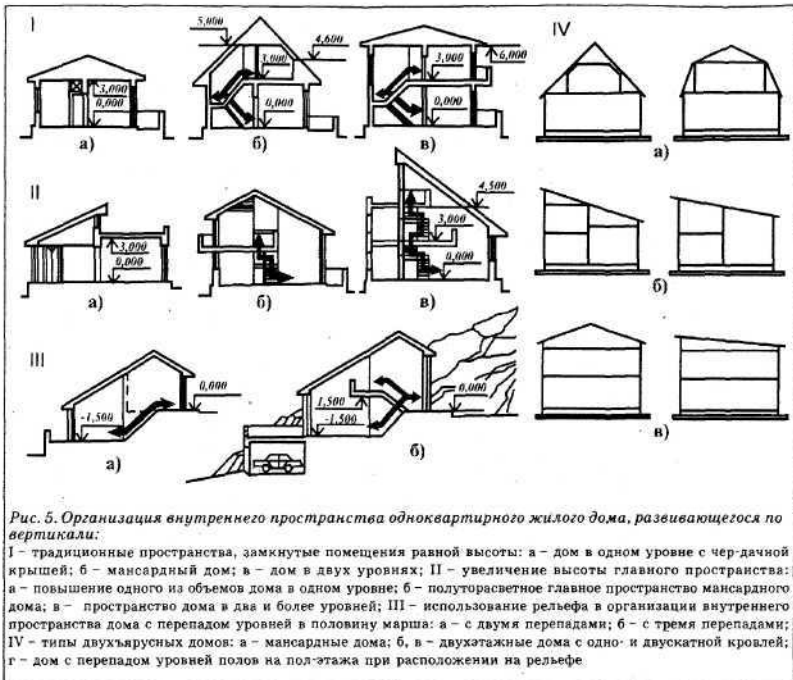 I
5,000
4,600
3,000
0,000
3,000
0,000
3,000
6,000
0,000
а)
б)
в)
IV
а)
II
3,000
0,000
4,500
3,000
0,000
а)
б)
в)
б)
III
0,000
-1,500
1,500
-1,500
0,000
а)
б)
в)
Рис. 5. Организация внутреннего пространства одноквартирного жилого дома, развивающегося по
вертикали:
I – традиционные пространства, замкнутые помещения равной высоты: а – дом в одном уровне с чер-дачной
крышей; б – мансардный дом; в – дом в двух уровнях; II – увеличение высоты главного пространства:
а – повышение одного из объемов дома в одном уровне; б – полуторасветное главное пространство мансардного
дома; в – пространство дома в два и более уровней; III – использование рельефа в организации внутреннего
пространства дома с перепадом уровней в половину марша: а – с двумя перепадами; б – с тремя перепадами;
IV – типы двухъярусных домов: а – мансардные дома; б, в – двухэтажные дома с одно- и двускатной кровлей;
г – дом с перепадом уровней полов на пол-этажа при расположении на рельефе